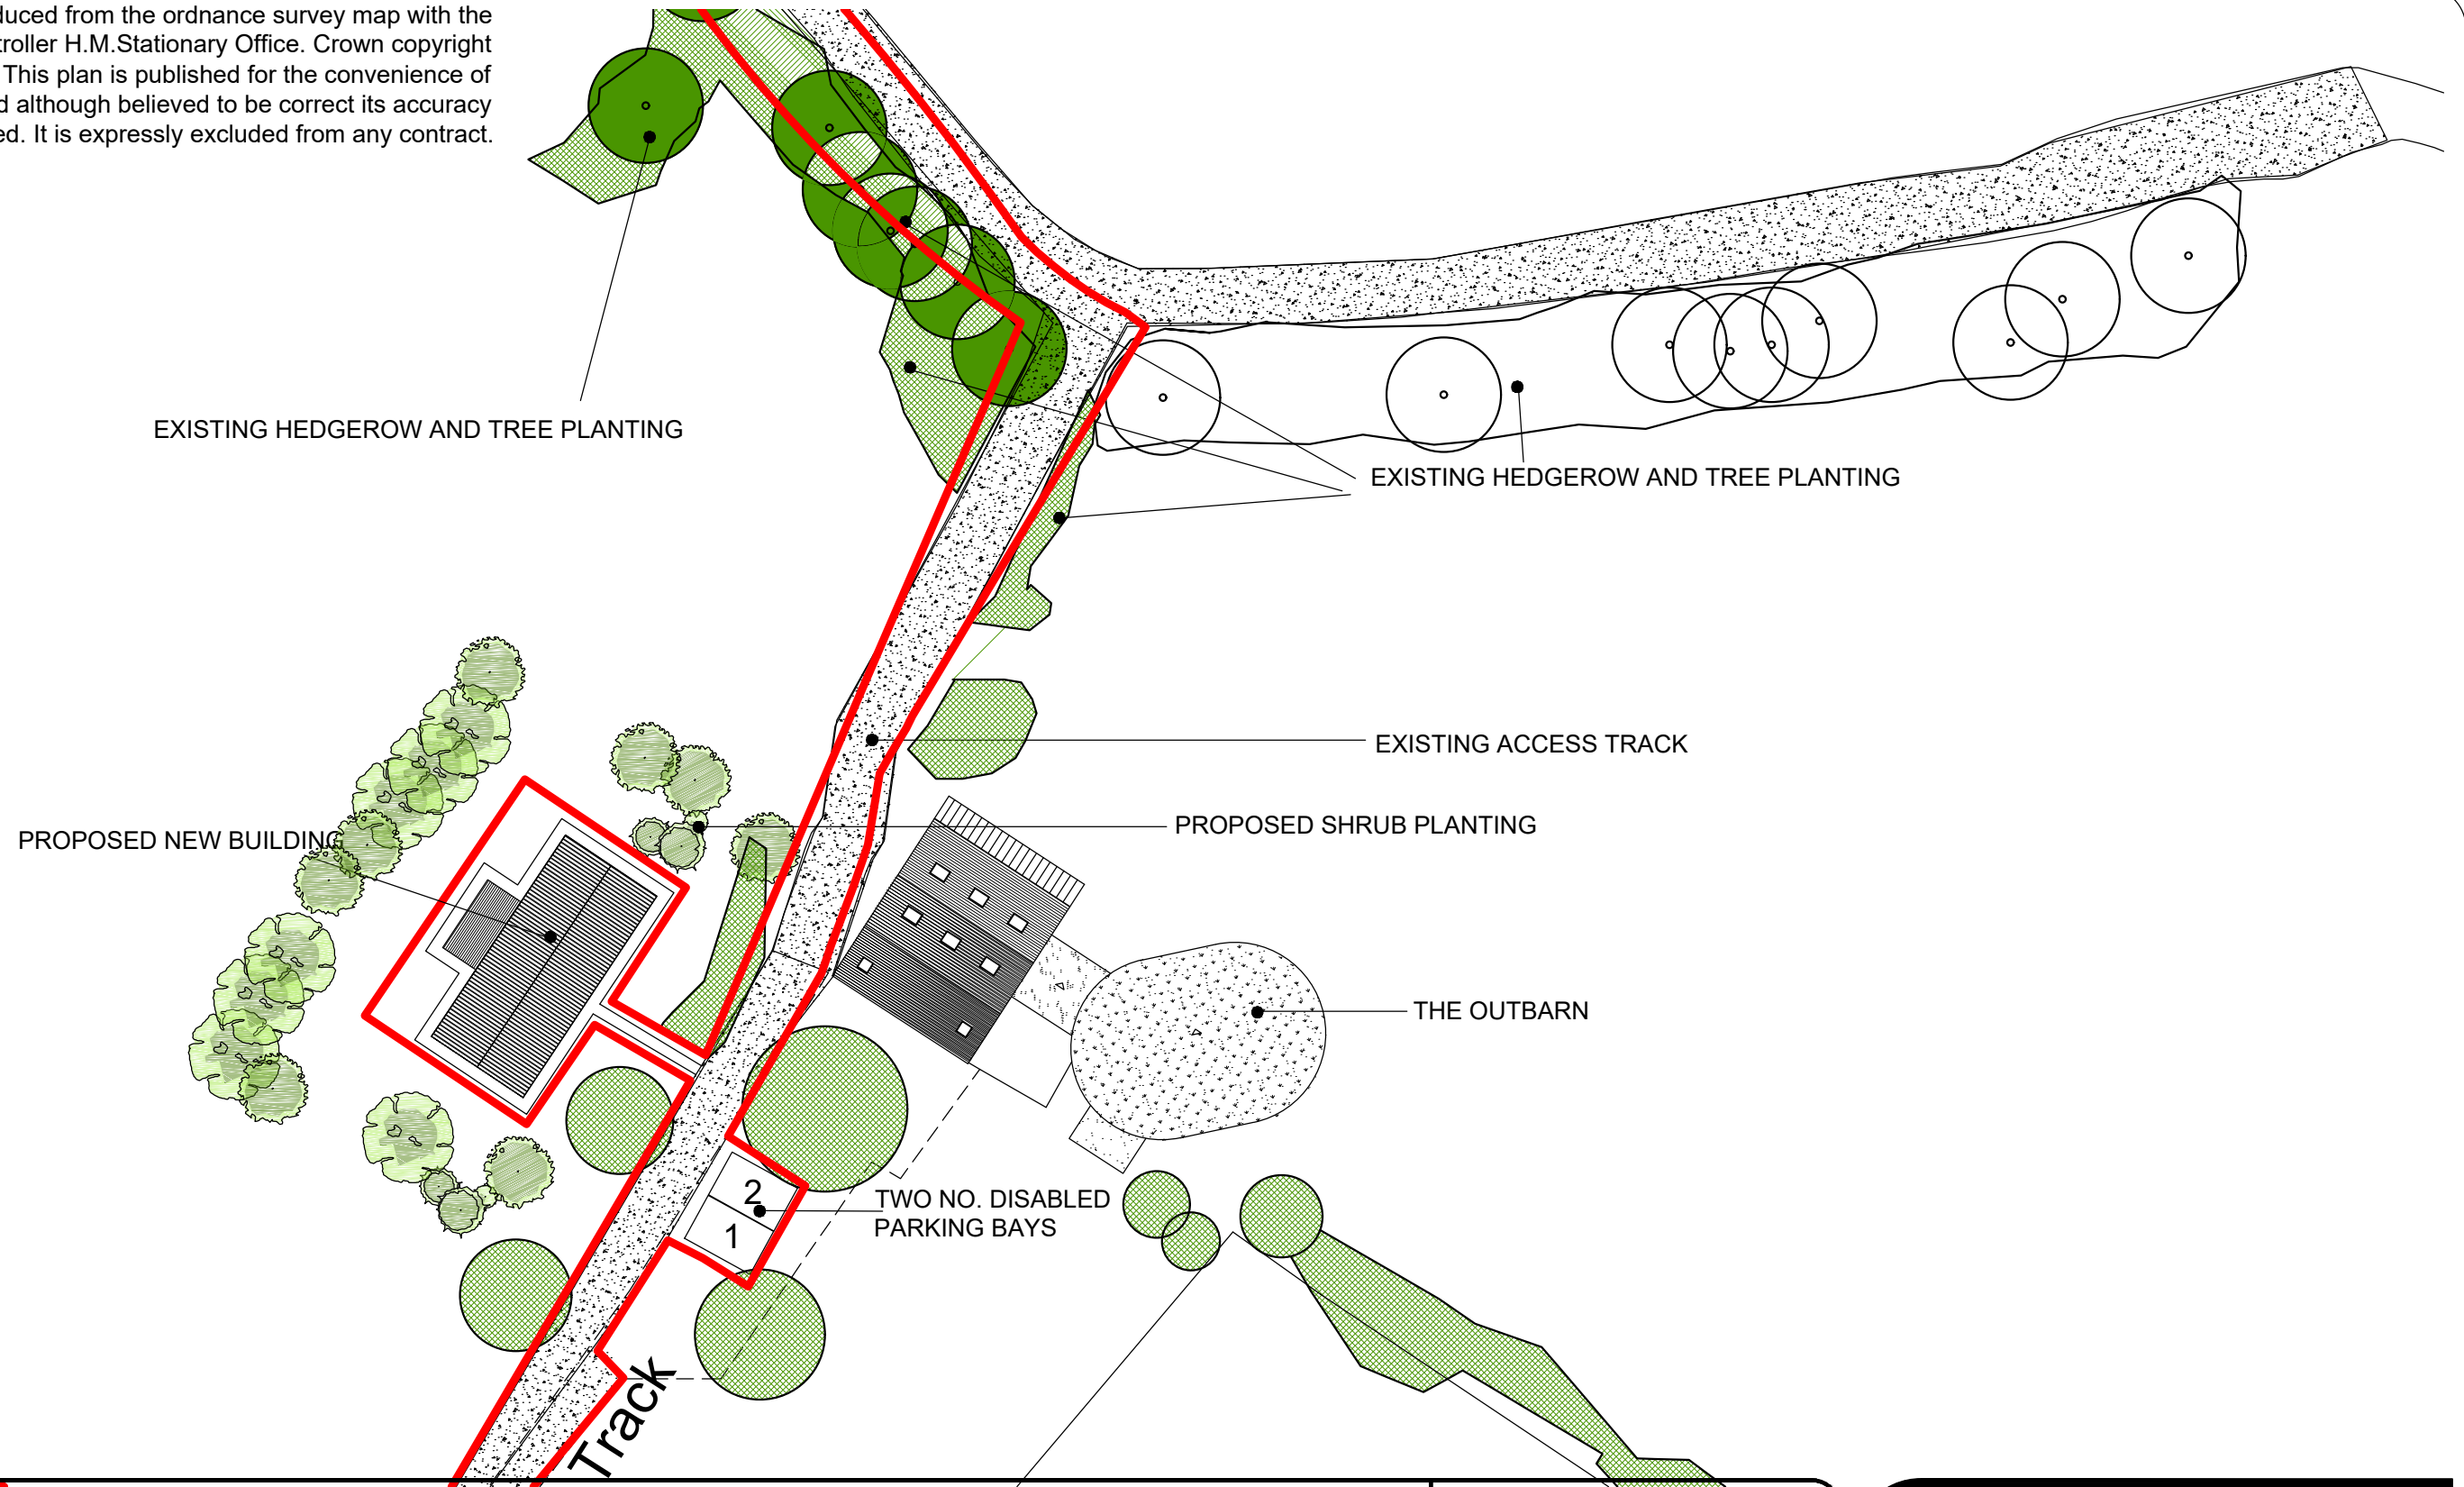 duced from the ordnance survey map with the
troller H.M.Stationary Office. Crown copyright
This plan is published for the convenience of
d although believed to be correct its accuracy
ed. It is expressly excluded from any contract.
EXISTING HEDGEROW AND TREE PLANTING
EXISTING HEDGEROW AND TREE PLANTING
EXISTING ACCESS TRACK
PROPOSED SHRUB PLANTING
PROPOSED NEW BUILDING
THE OUTBARN
TWO NO. DISABLED
PARKING BAYS
2
1
Track